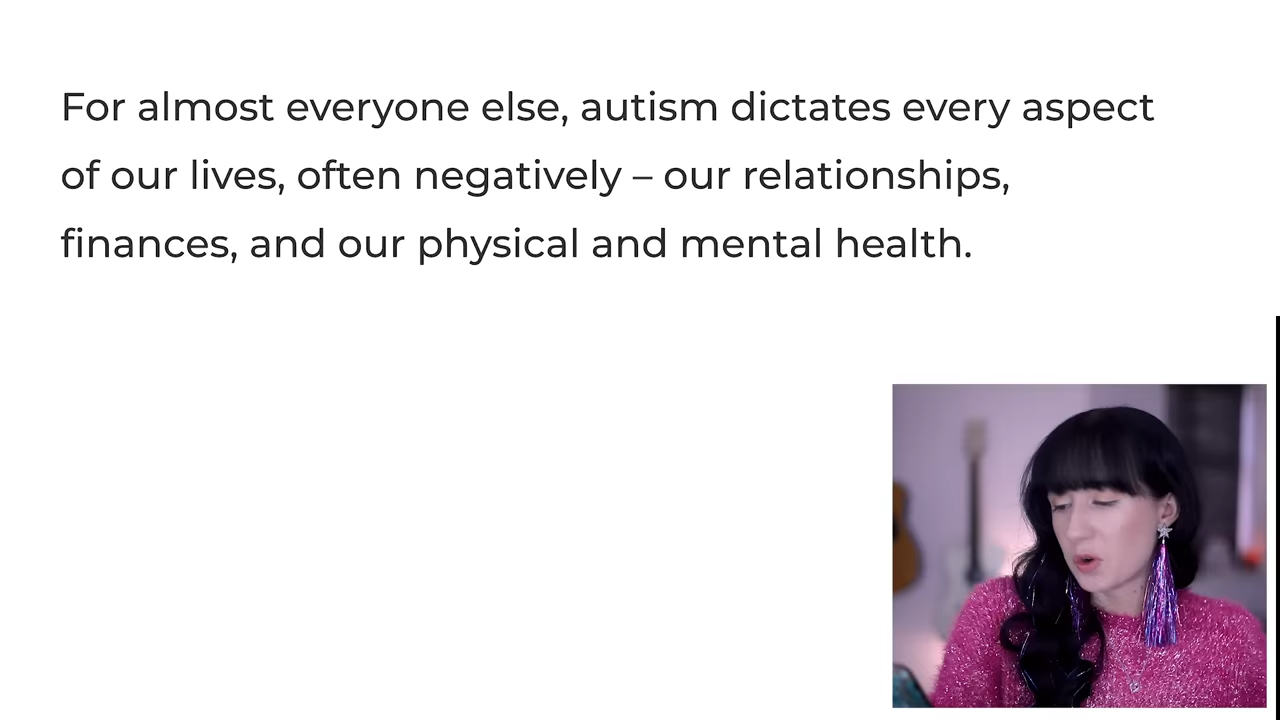 For almost everyone else, autism dictates every aspect
of our lives, often negatively – our relationships,
finances, and our physical and mental health.